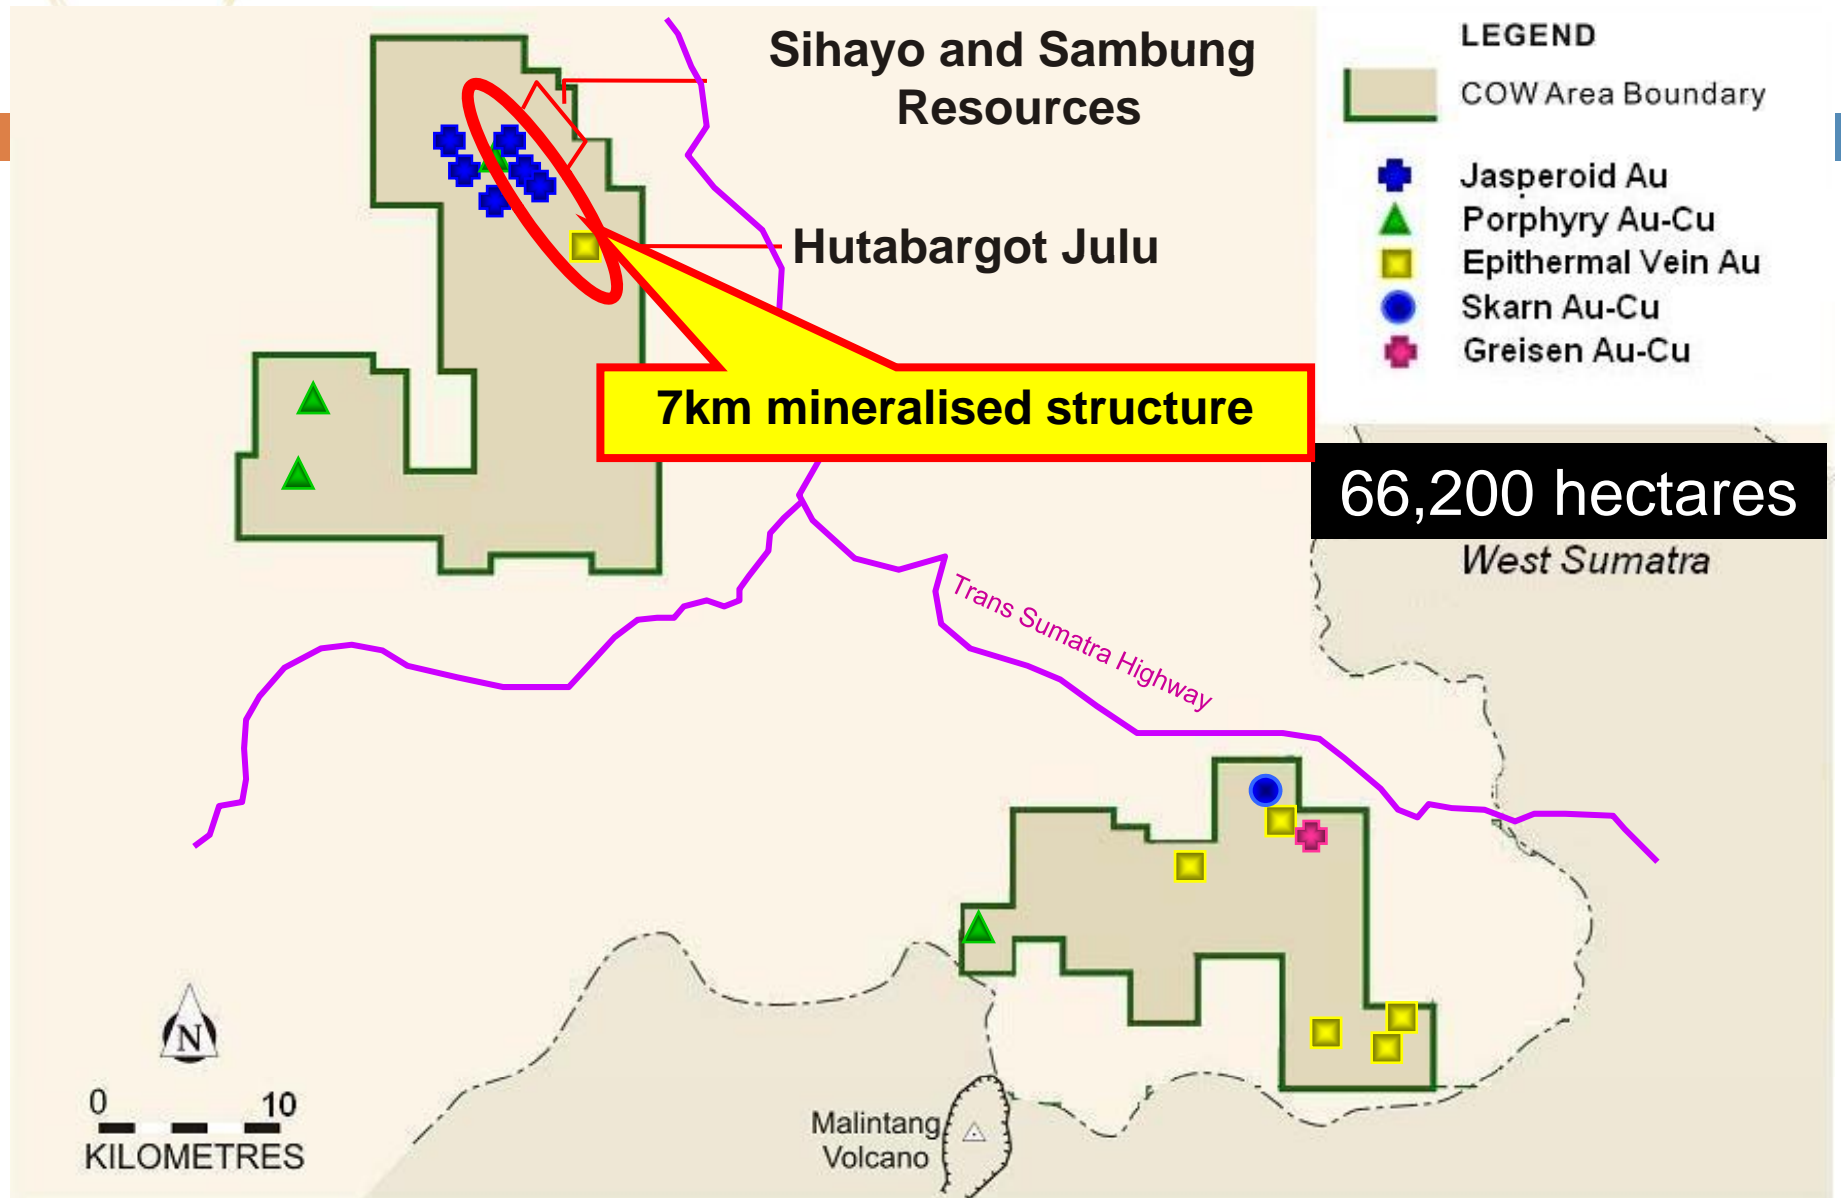 Sihayo and Sambung
Resources
LEGEND
COW Area Boundary
Jasperoid Au
Porphyry Au-Cu
Epithermal Vein Au
Skarn Au-Cu
Greisen Au-Cu
Hutabargot Julu
7km mineralised structure
66,200 hectares
West Sumatra
Trans Sumatra Highway
N
0 10
KILOMETRES
Malintang
Volcano